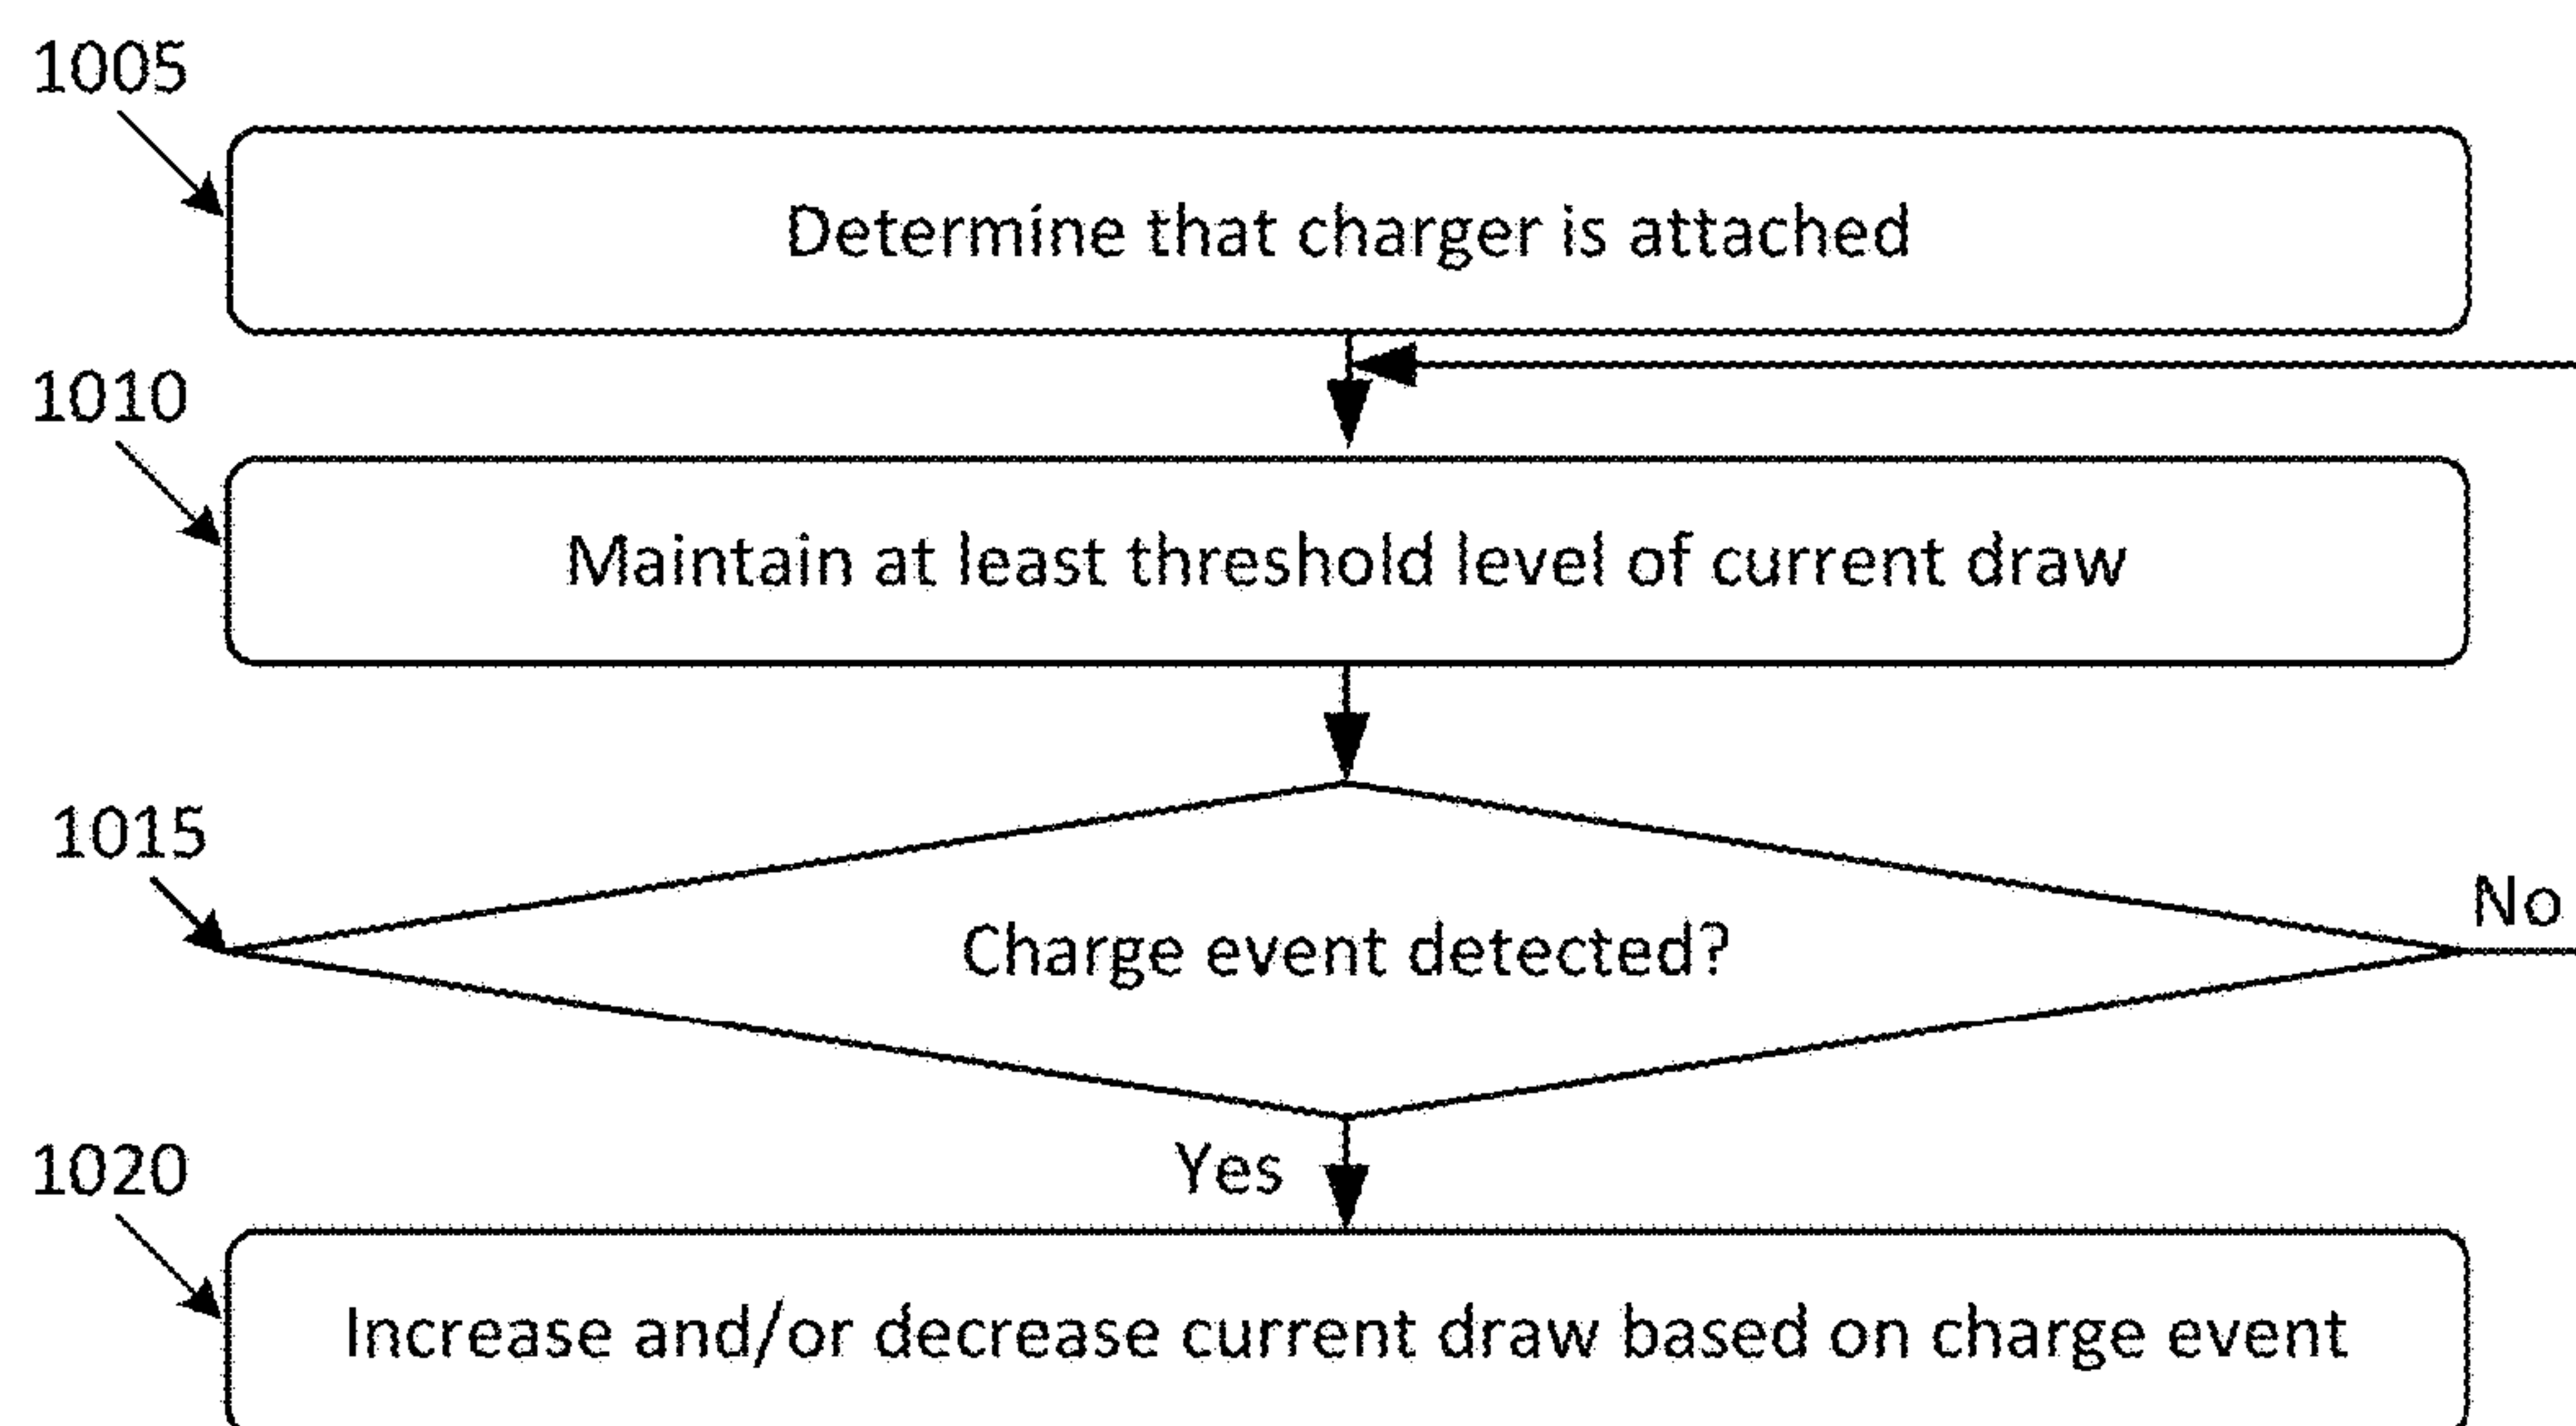 1005
Determine that charger is attached
1010
Maintain at least threshold level of current draw
1015
Charge event detected?
No
Yes
1020
Increase and/or decrease current draw based on charge event